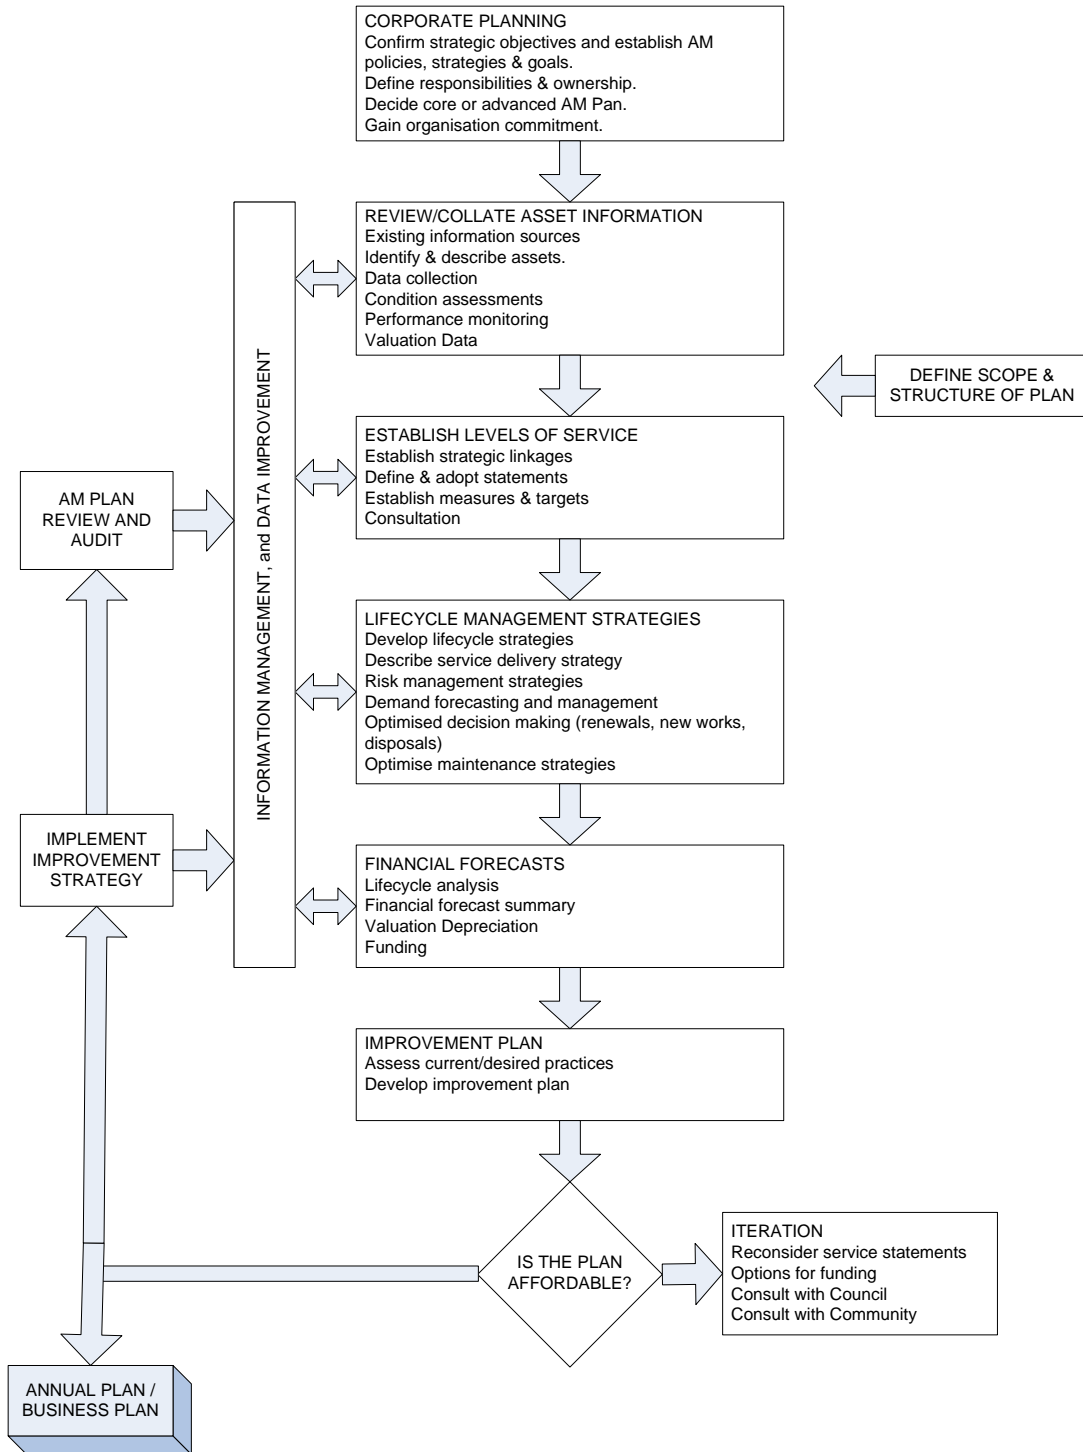 CORPORATE PLANNING
Confirm strategic objectives and establish AM
policies, strategies & goals.
Define responsibilities & ownership.
Decide core or advanced AM Pan.
Gain organisation commitment.
REVIEW/COLLATE ASSET INFORMATION
Existing information sources
Identify & describe assets.
Data collection
Condition assessments
Performance monitoring
Valuation Data
DEFINE SCOPE &
STRUCTURE OF PLAN
INFORMATION MANAGEMENT, and DATA IMPROVEMENT
ESTABLISH LEVELS OF SERVICE
Establish strategic linkages
Define & adopt statements
Establish measures & targets
Consultation
AM PLAN
REVIEW AND
AUDIT
LIFECYCLE MANAGEMENT STRATEGIES
Develop lifecycle strategies
Describe service delivery strategy
Risk management strategies
Demand forecasting and management
Optimised decision making (renewals, new works,
disposals)
Optimise maintenance strategies
IMPLEMENT
IMPROVEMENT
STRATEGY
FINANCIAL FORECASTS
Lifecycle analysis
Financial forecast summary
Valuation Depreciation
Funding
IMPROVEMENT PLAN
Assess current/desired practices
Develop improvement plan
IS THE PLAN
AFFORDABLE?
ITERATION
Reconsider service statements
Options for funding
Consult with Council
Consult with Community
ANNUAL PLAN /
BUSINESS PLAN